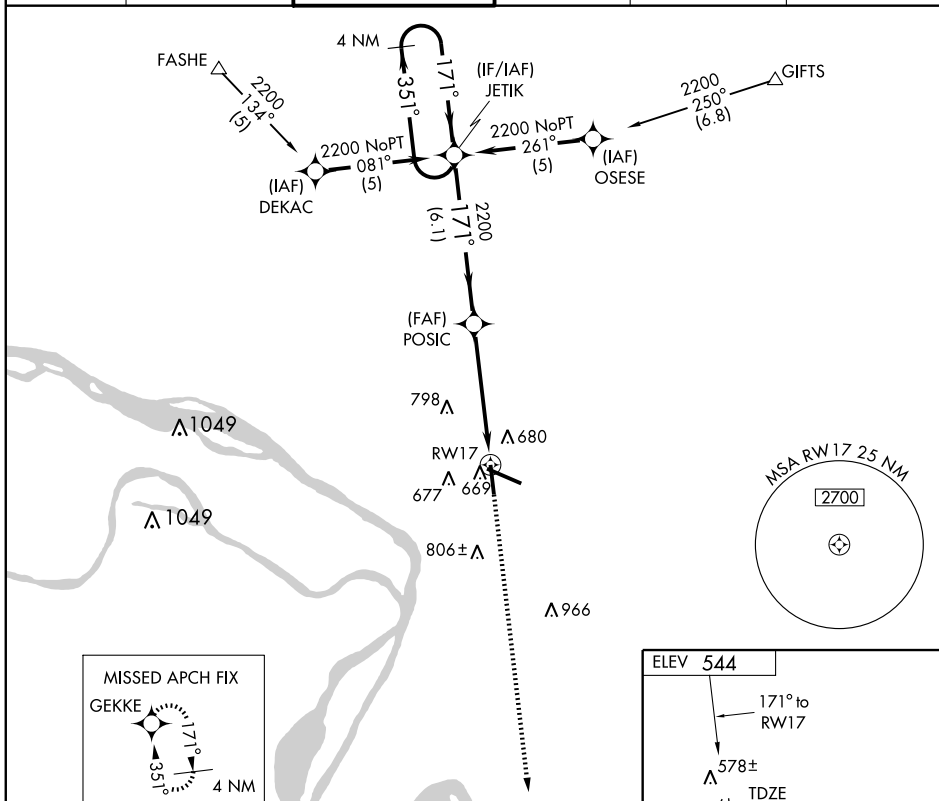 4 NM
FASHE
2200
134°
(5)
351°
171°
(IF/IAF)
JETIK
GIFTS
2200
250°
(6.8)
2200 NoPT
081°
(5)
2200 NoPT
261°
(5)
(IAF)
DEKAC
(IAF)
OSESE
2200
171°
(6.1)
(FAF)
POSIC
798
1049
680
RW17
677
669
1049
806±
966
MSA RW17 25 NM
2700
MISSED APCH FIX
GEKKE
171°
351°
4 NM
ELEV 544
171° to
RW17
578±
TDZE